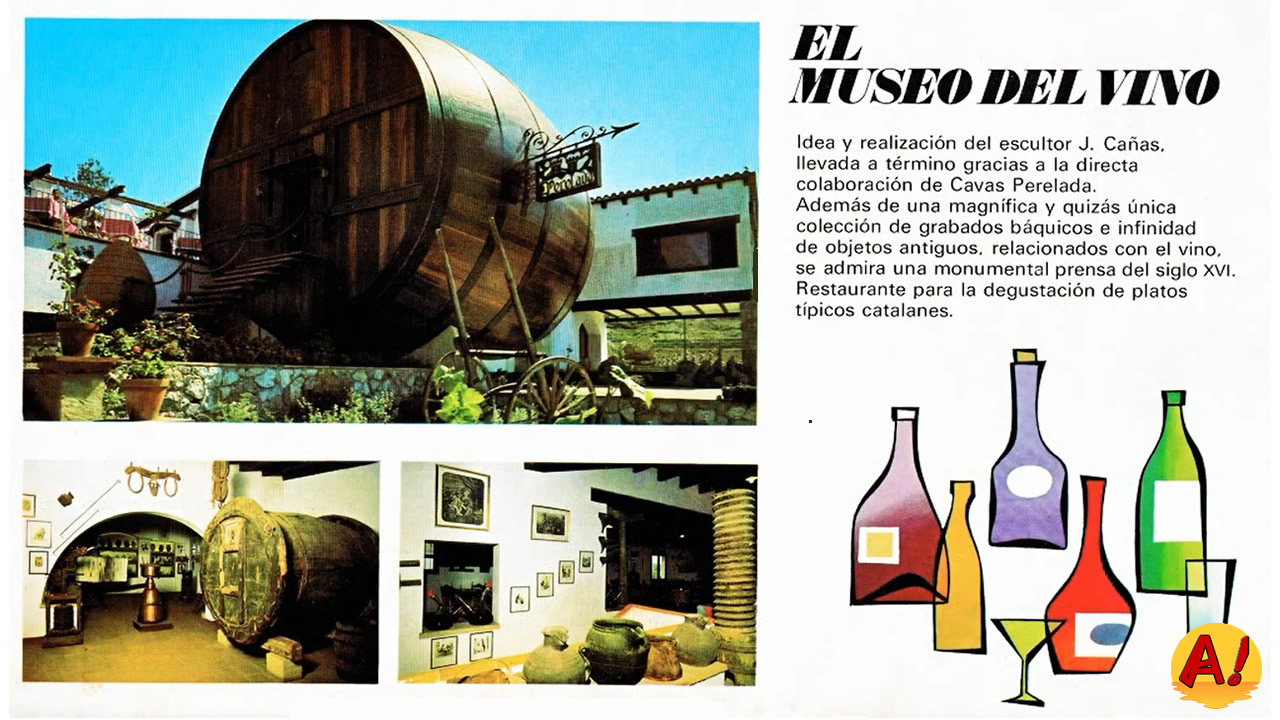 EL
MUSEO DEL VINO
Idea y realización del escultor J. Cañas,
llevada a término gracias a la directa
colaboración de Cavas Perelada.
Además de una magnífica y quizás única
colección de grabados báquicos e infinidad
de objetos antiguos, relacionados con el vino,
se admira una monumental prensa del siglo XVI.
Restaurante para la degustación de platos
típicos catalanes.
Perelada
A!